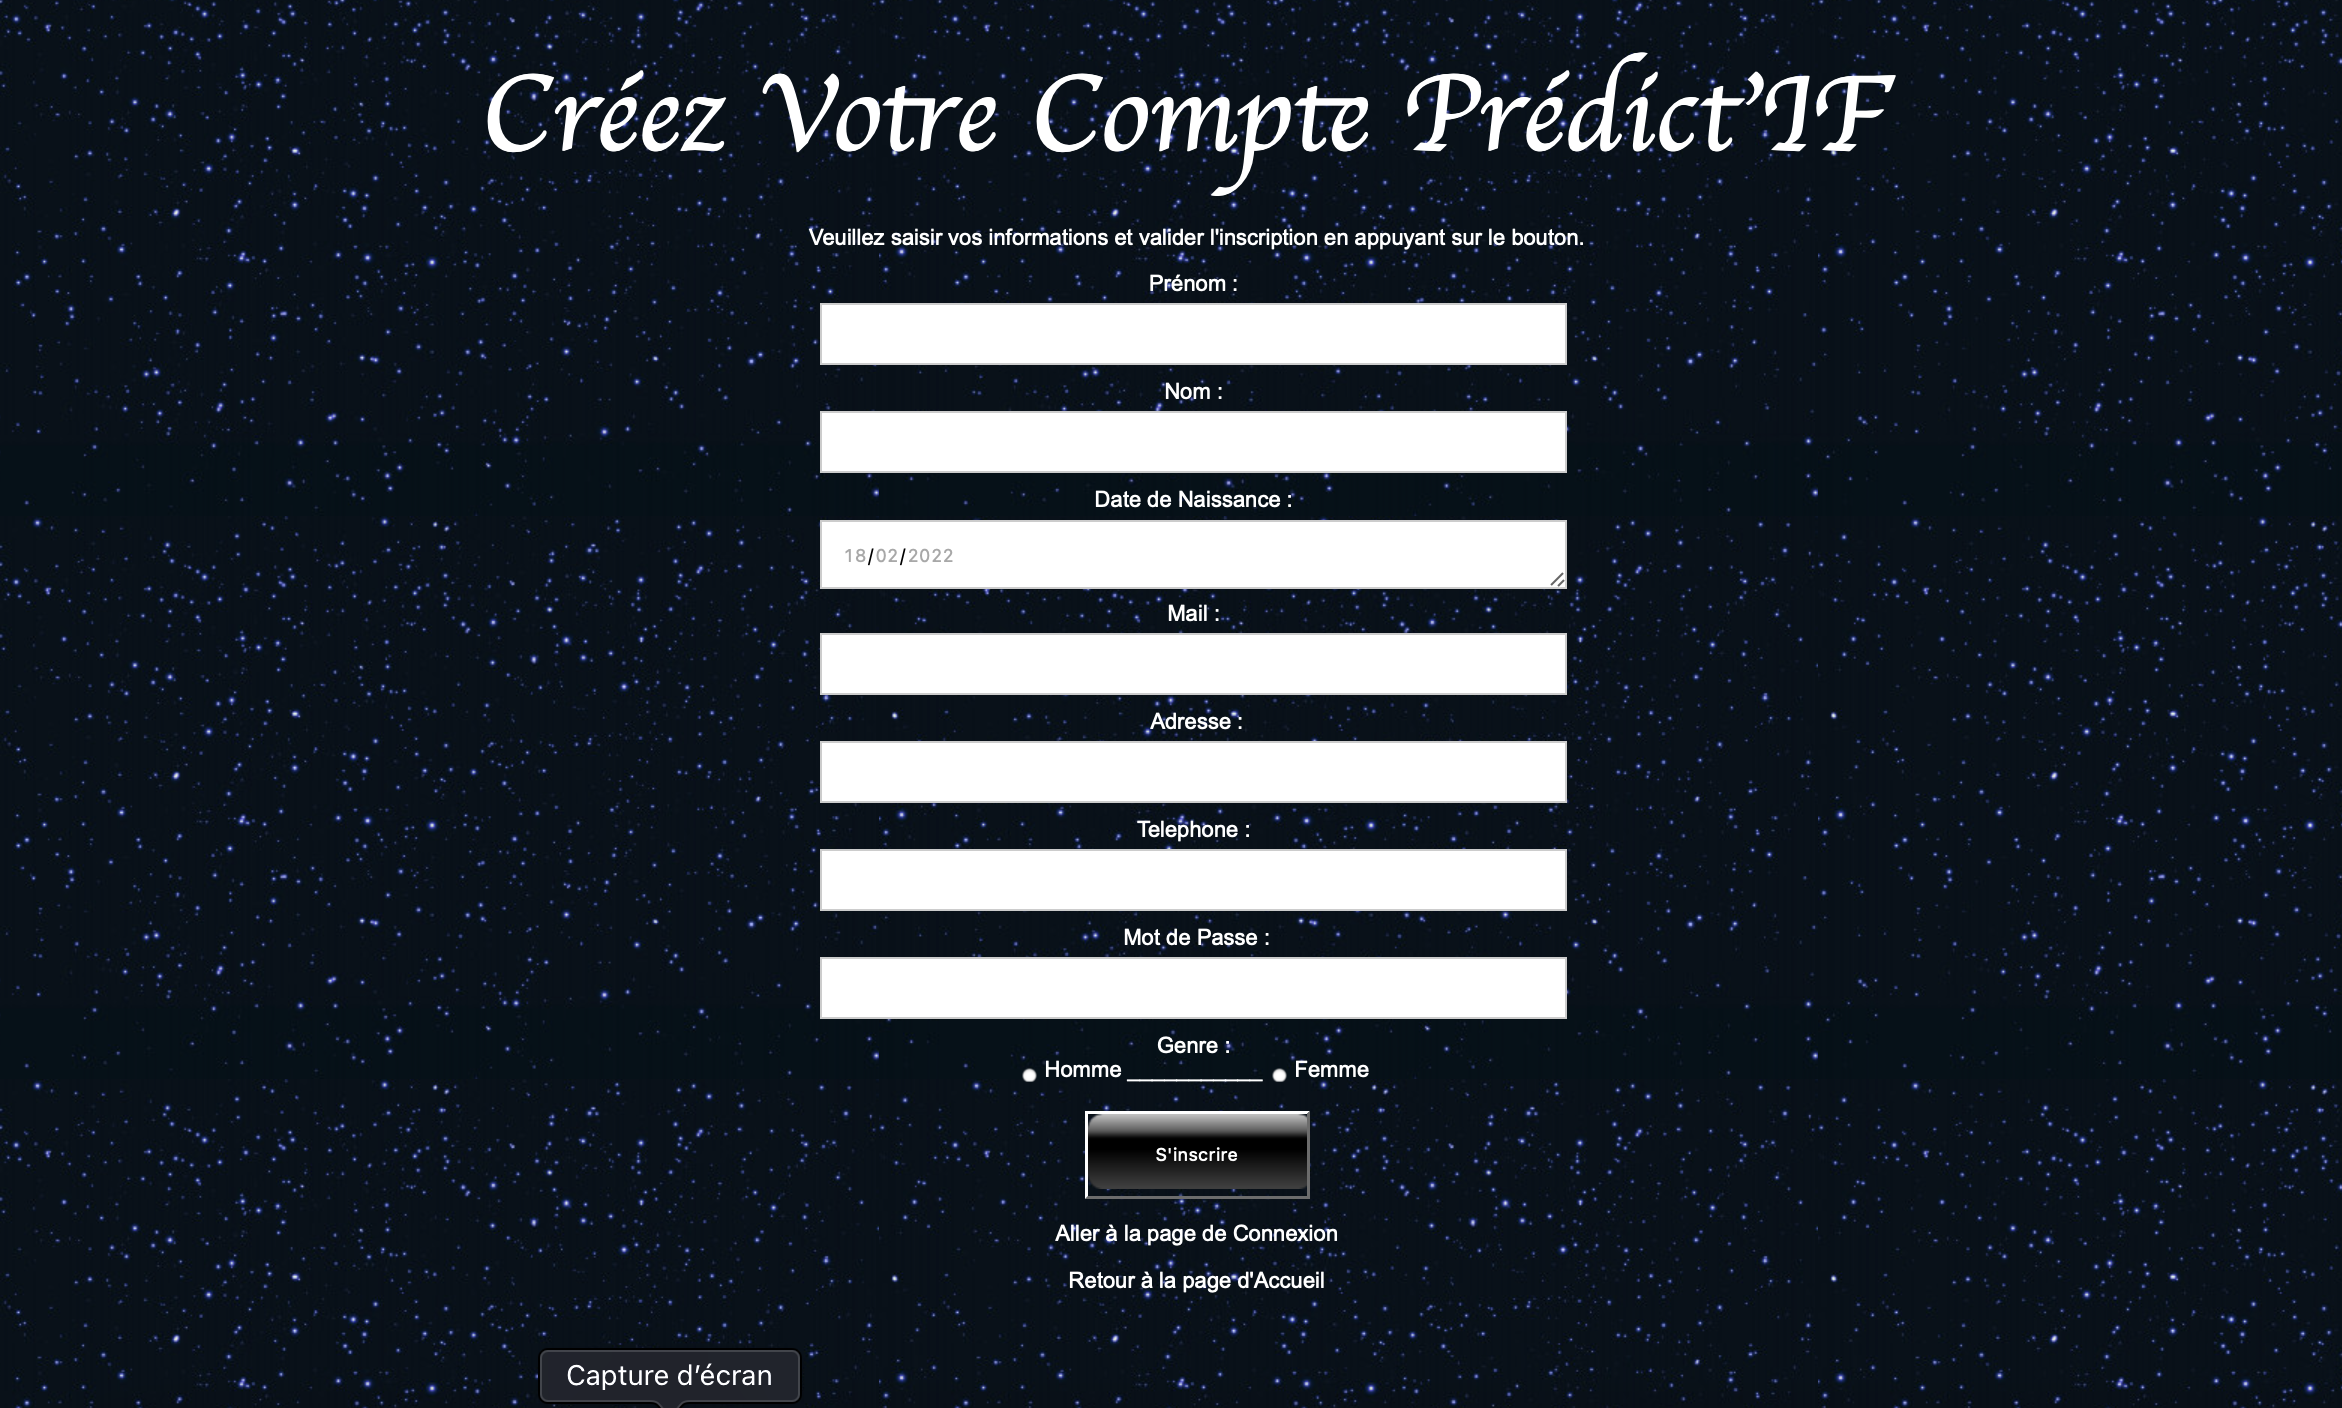 Créez Votre Compte Prédict'IF
Veuillez saisir vos informations et valider l'inscription en appuyant sur le bouton.
Prénom :
Nom :
Date de Naissance :
18/02/2022
Mail :
Adresse :
Telephone :
Mot de Passe :
Genre :
Homme ____________ Femme
S'inscrire
Aller à la page de Connexion
Retour à la page d'Accueil
Capture d’écran